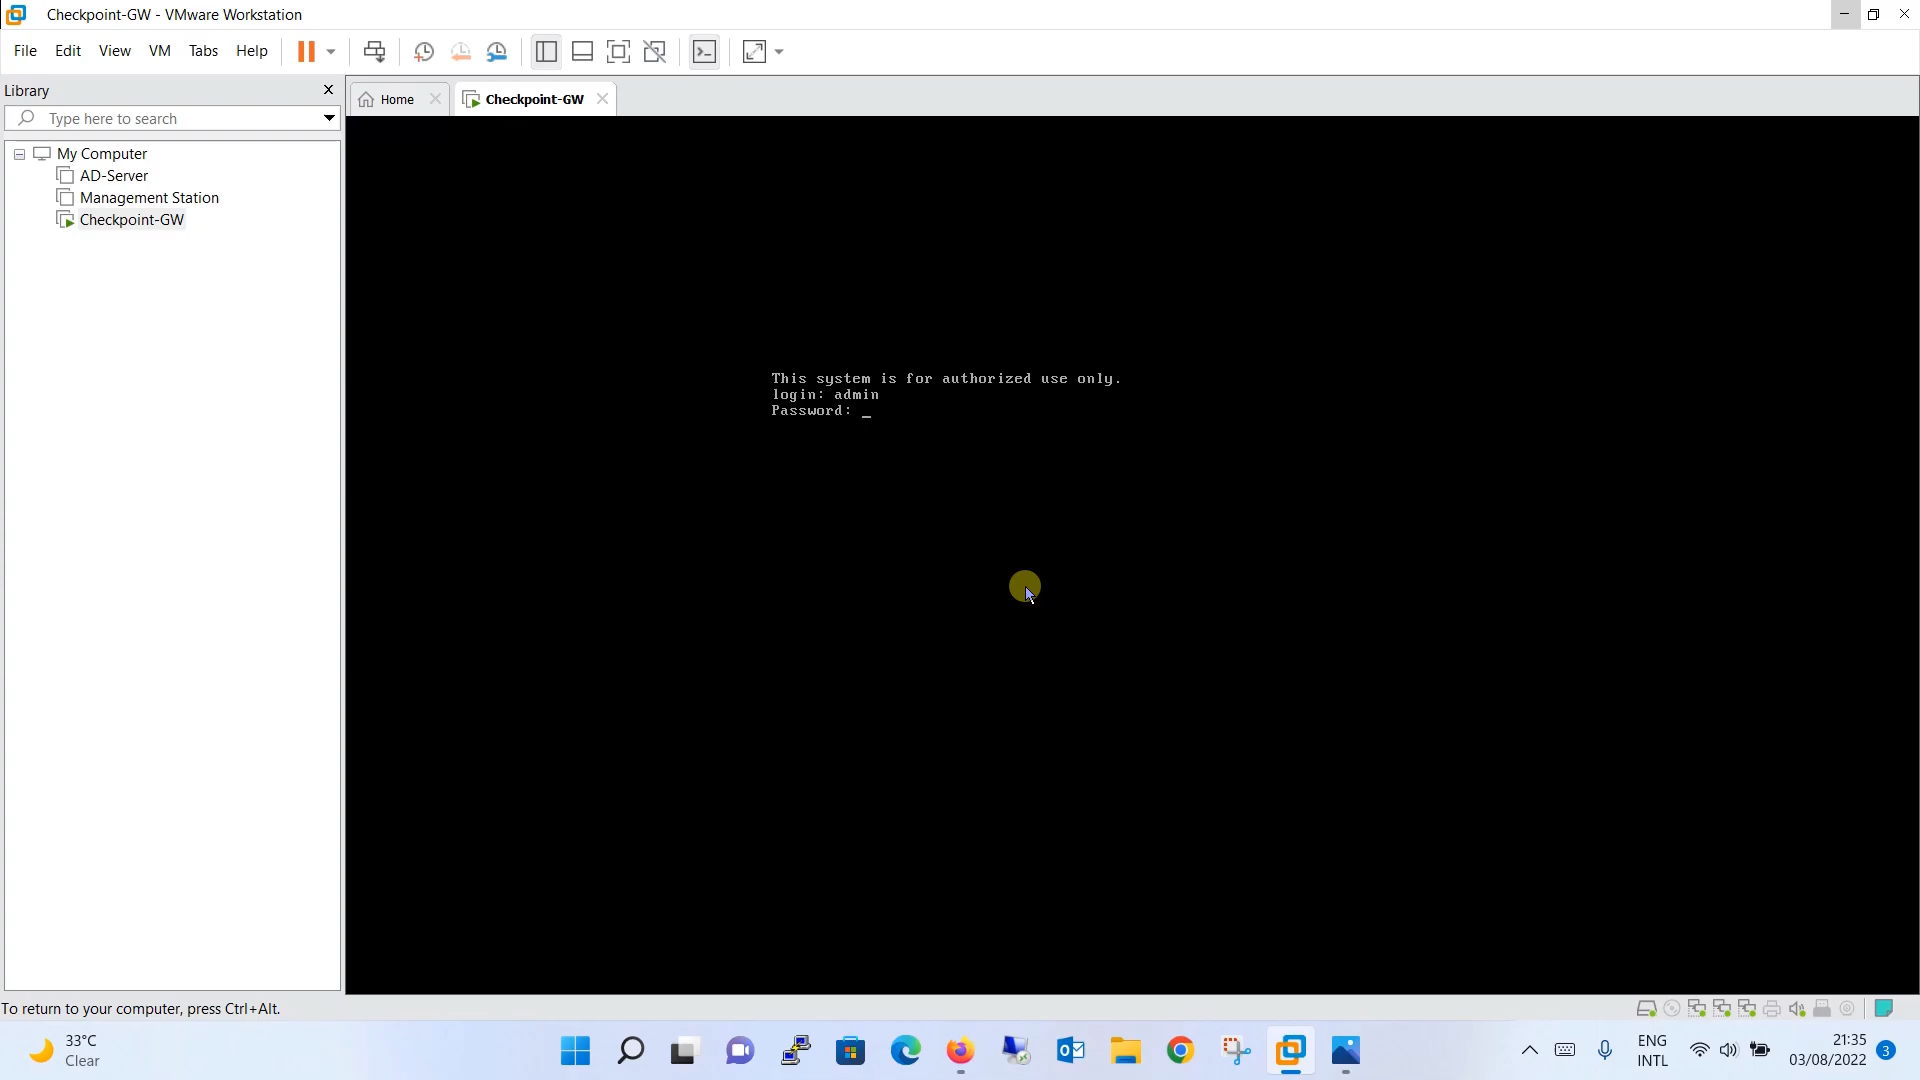 Checkpoint-GW - VMware Workstation
File Edit View VM Tabs Help
Library
Type here to search
Home
Checkpoint-GW
My Computer
AD-Server
Management Station
Checkpoint-GW
This system is for authorized use only.
login: admin
Password: _
To return to your computer, press Ctrl+Alt.
33°C
Clear
ENG
INTL
21:35
03/08/2022
3